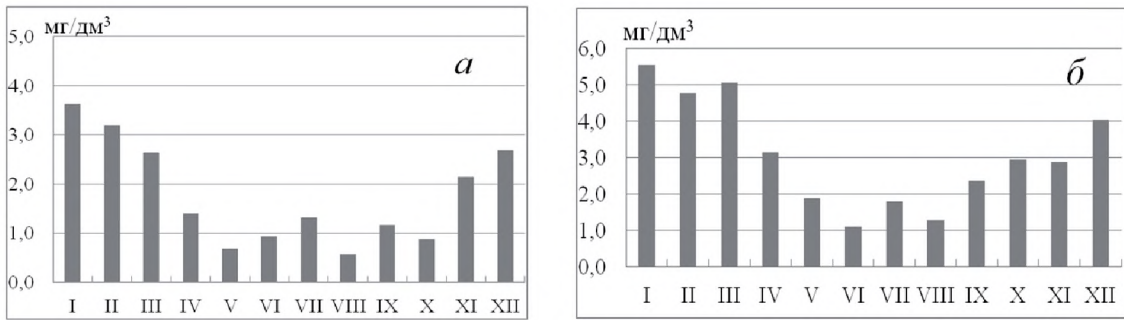 мг/дм³
5,0
а
4,0
3,0
2,0
1,0
0,0
I II III IV V VI VII VIII IX X XI XII
мг/дм³
6,0
б
5,0
4,0
3,0
2,0
1,0
0,0
I II III IV V VI VII VIII IX X XI XII